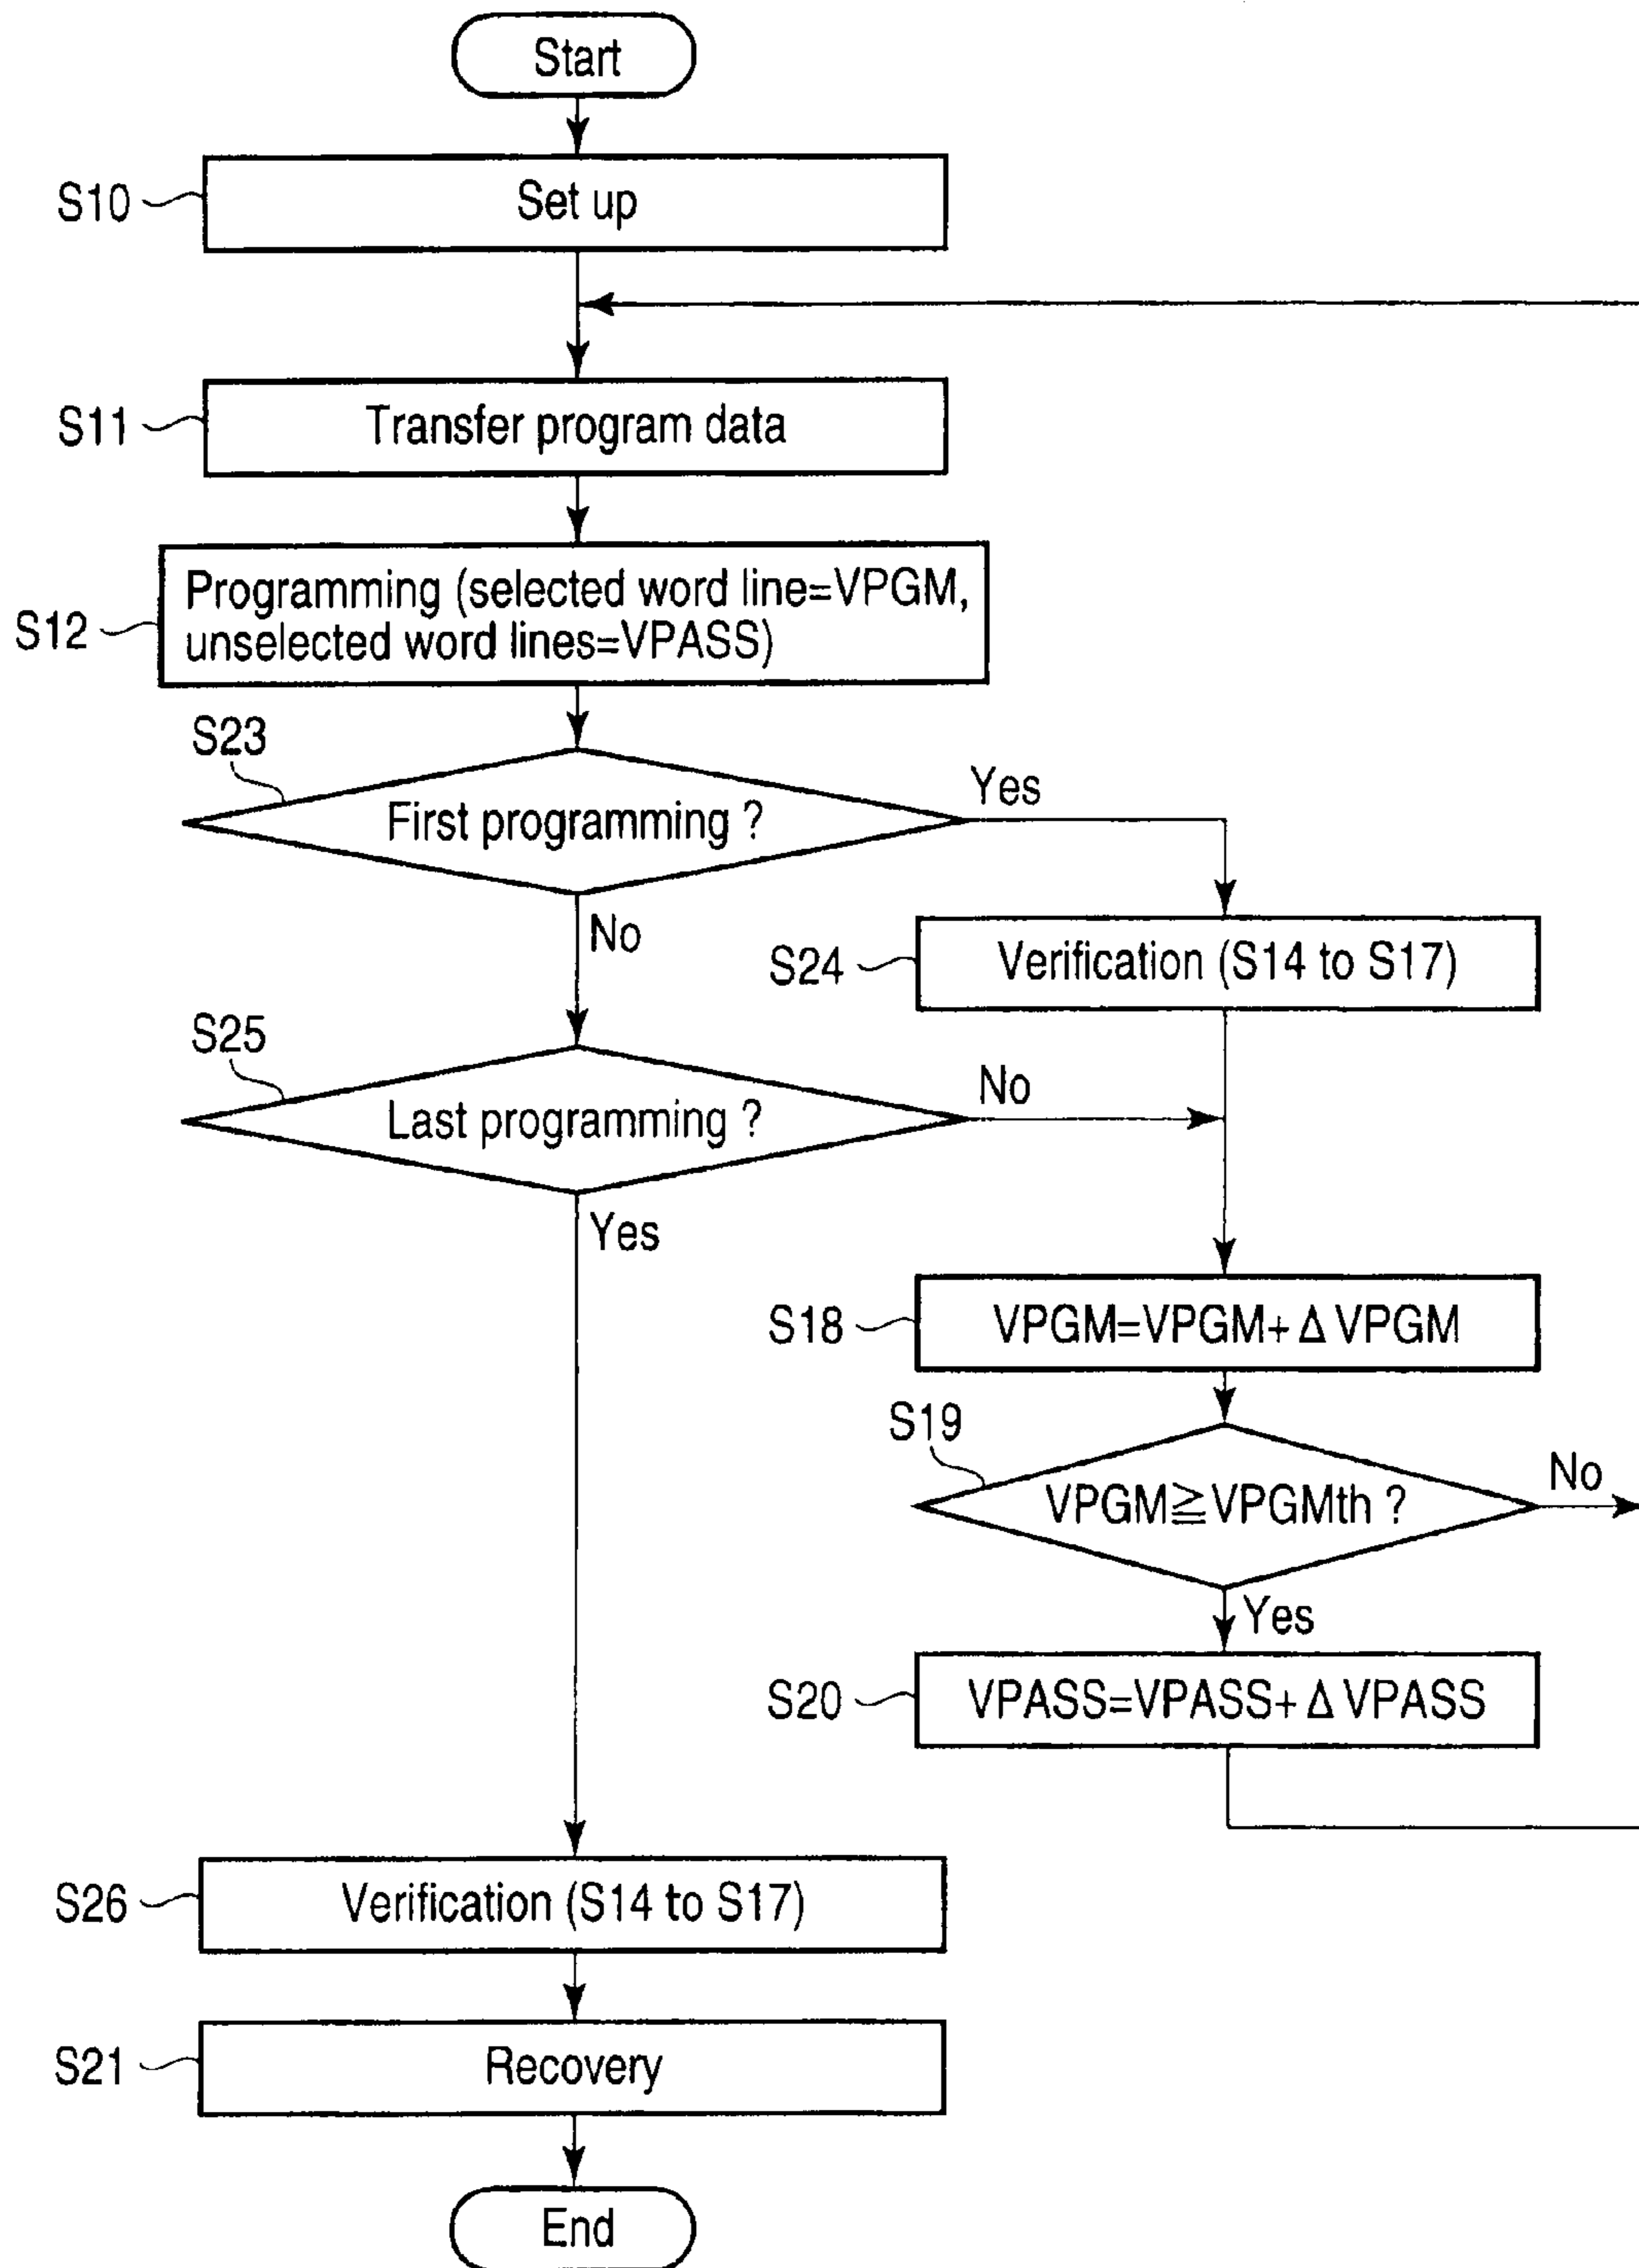 Start
S10
Set up
S11
Transfer program data
S12
Programming (selected word line=VPGM,
unselected word lines=VPASS)
S23
First programming ?
Yes
No
S24
Verification (S14 to S17)
S25
Last programming ?
No
Yes
S18
VPGM=VPGM+ Δ VPGM
S19
VPGM≧VPGMth ?
No
Yes
S20
VPASS=VPASS+ Δ VPASS
S26
Verification (S14 to S17)
S21
Recovery
End